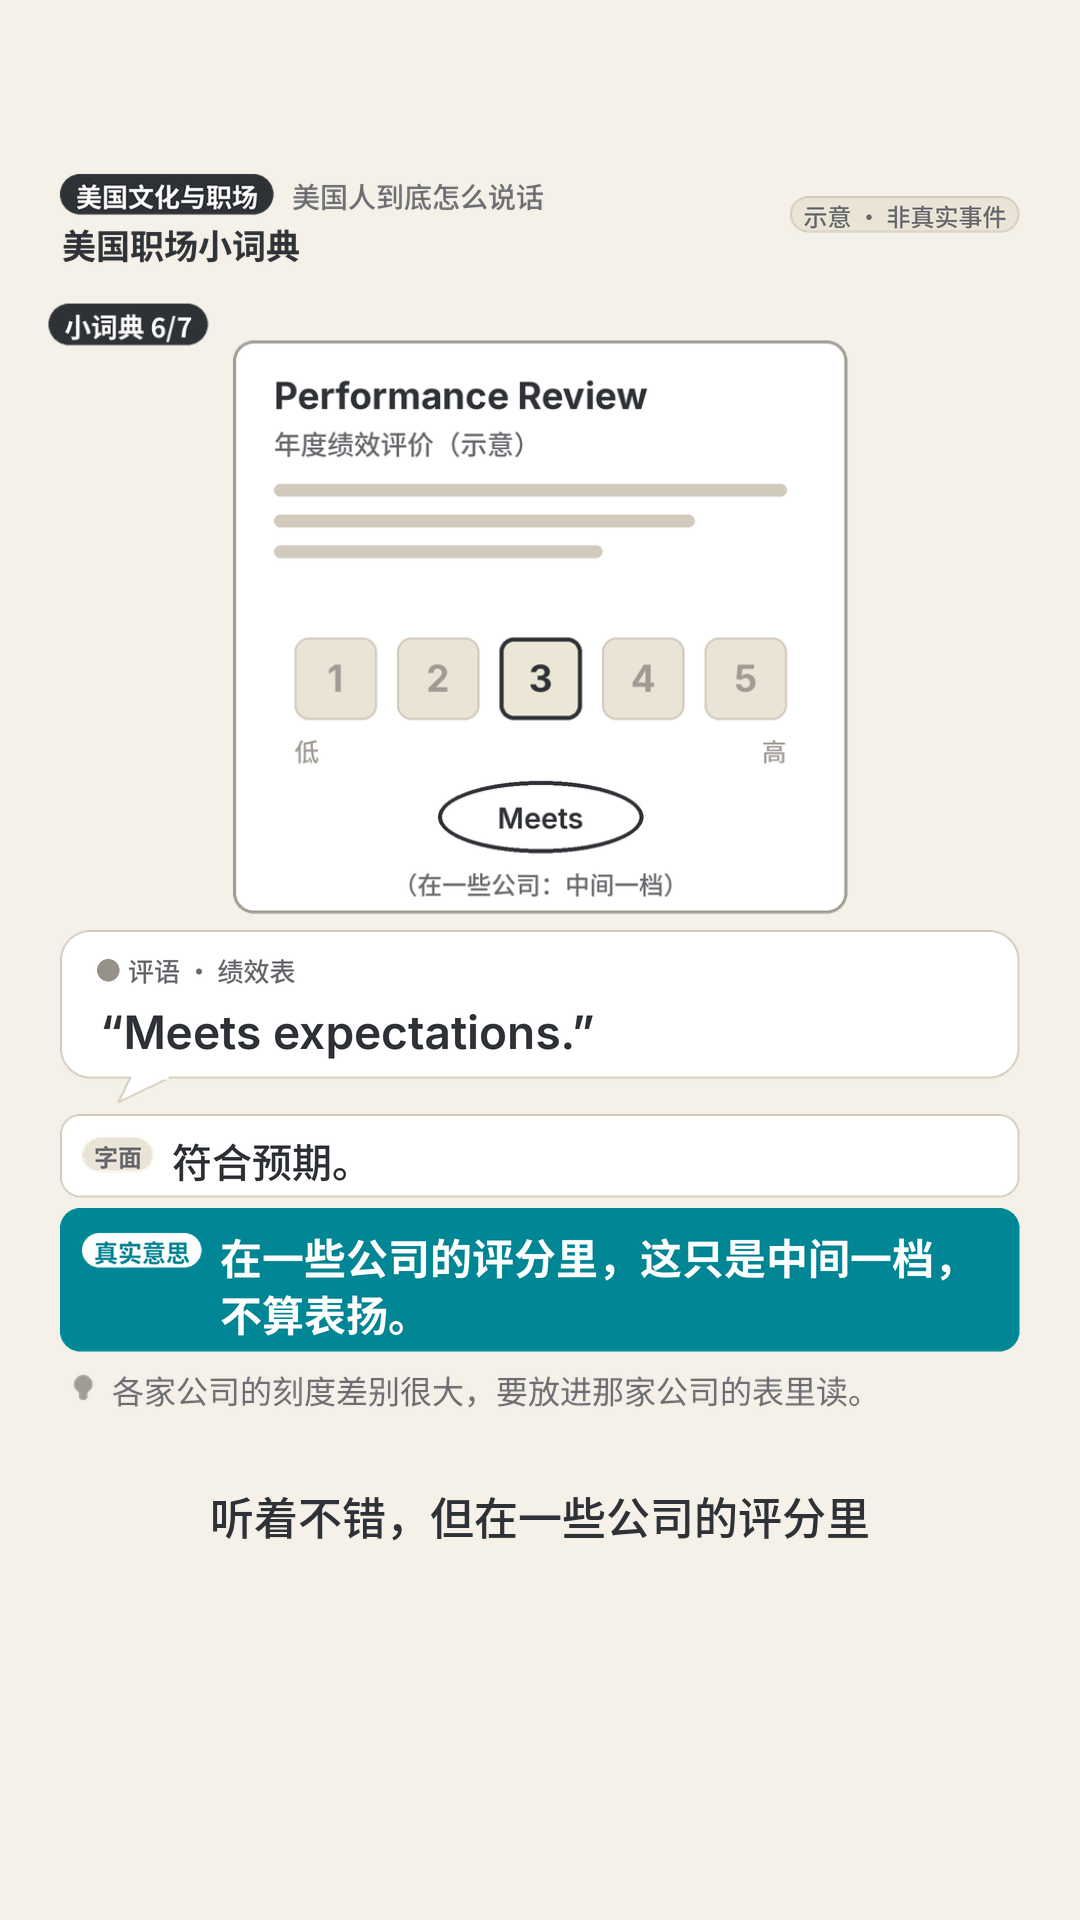 美国文化与职场 美国人到底怎么说话
示意 · 非真实事件
美国职场小词典
小词典 6/7
Performance Review
年度绩效评价（示意）
1 2 3 4 5
低 高
Meets
（在一些公司：中间一档）
评语 · 绩效表
“Meets expectations.”
字面 符合预期。
真实意思 在一些公司的评分里，这只是中间一档，
不算表扬。
各家公司的刻度差别很大，要放进那家公司的表里读。
听着不错，但在一些公司的评分里